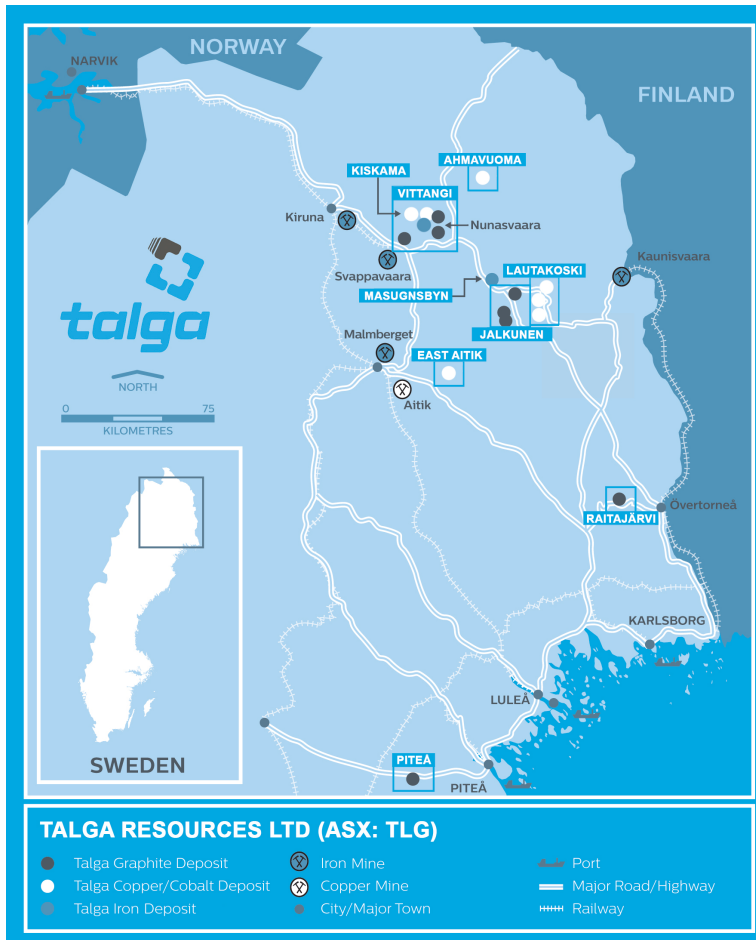 NORWAY
NARVIK
FINLAND
AHMAVUOMA
KISKAMA
VITTANGI
Kiruna
Nunasvaara
Svappavaara
LAUTAKOSKI
Kaunisvaara
MASUGNSBYN
talga
Malmberget
JALKUNEN
EAST AITIK
NORTH
Aitik
0 75
KILOMETRES
RAITAJÄRVI
Övertorneå
KARLSBORG
LULEÅ
SWEDEN
PITEÅ
PITEÅ
TALGA RESOURCES LTD (ASX: TLG)
Talga Graphite Deposit
Talga Copper/Cobalt Deposit
Talga Iron Deposit
Iron Mine
Copper Mine
City/Major Town
Port
Major Road/Highway
Railway